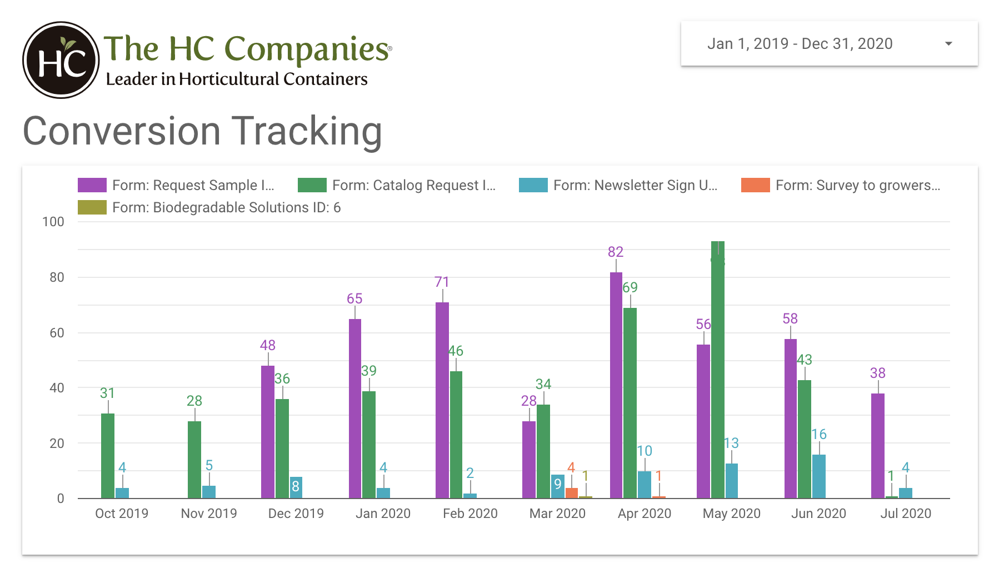 HC
The HC Companies®
Leader in Horticultural Containers
Jan 1, 2019 - Dec 31, 2020
Conversion Tracking
Form: Request Sample I...
Form: Catalog Request I...
Form: Newsletter Sign U...
Form: Survey to growers...
Form: Biodegradable Solutions ID: 6
100
80
60
40
20
0
31
4
28
5
48
36
8
65
39
4
71
46
2
28
34
9
4
1
82
69
10
1
56
13
58
43
16
38
1
4
Oct 2019
Nov 2019
Dec 2019
Jan 2020
Feb 2020
Mar 2020
Apr 2020
May 2020
Jun 2020
Jul 2020